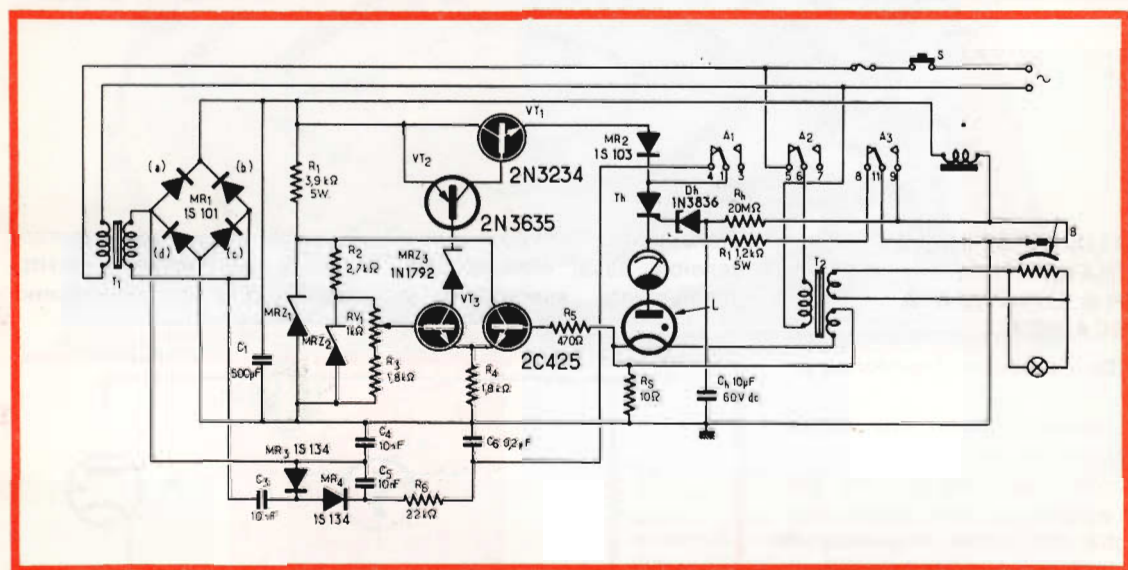 S
VT1
MR2
1S 103
A1
A2
A3
4 1 3
5 6 7
8 11 9
(a)
(b)
MR1
1S 101
(d)
(c)
T1
R1
3,9 kΩ
5W
VT2
2N3234
2N3635
MRZ3
1N1792
Th
Dh
1N3836
Rh
20MΩ
R1 1,2kΩ
5W
B
T2
R2
2,7kΩ
MRZ1
MRZ2
RV1
1kΩ
R3
1,8kΩ
VT3
2C425
R5
470Ω
L
R4
1,8kΩ
RS
10Ω
Ch 10µF
60V dc
C1
500µF
C4
10nF
C6 0,2µF
MR3 1S 134
C5
10nF
C3
10nF
MR4
1S 134
R6
22kΩ